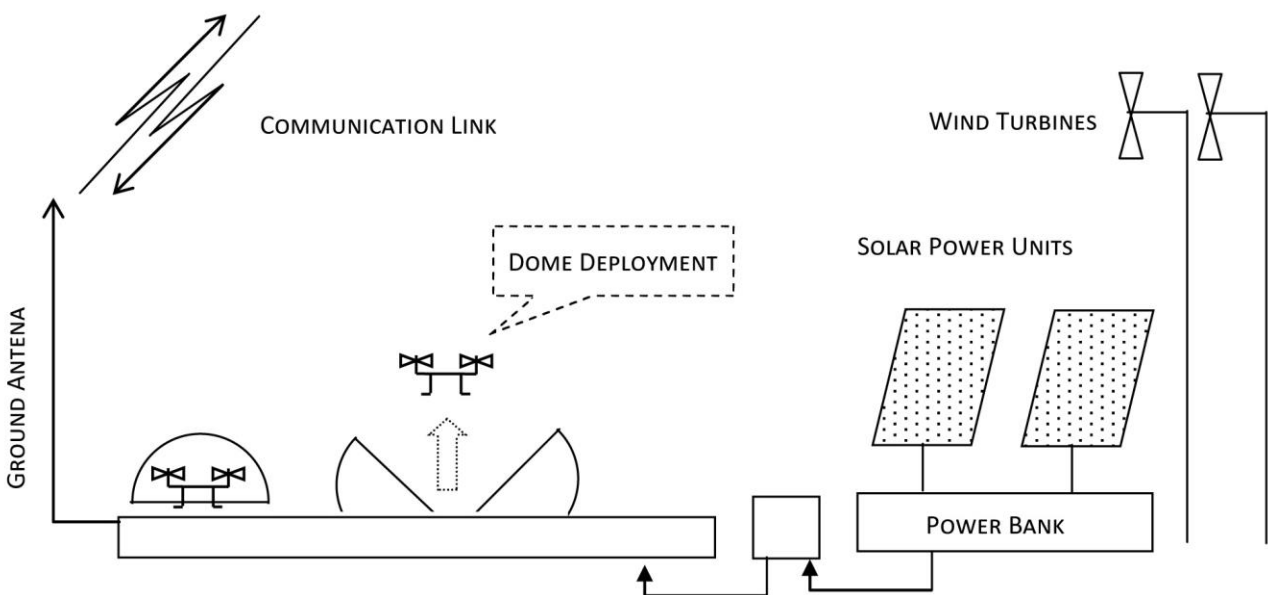 COMMUNICATION LINK
WIND TURBINES
DOME DEPLOYMENT
SOLAR POWER UNITS
GROUND ANTENA
POWER BANK